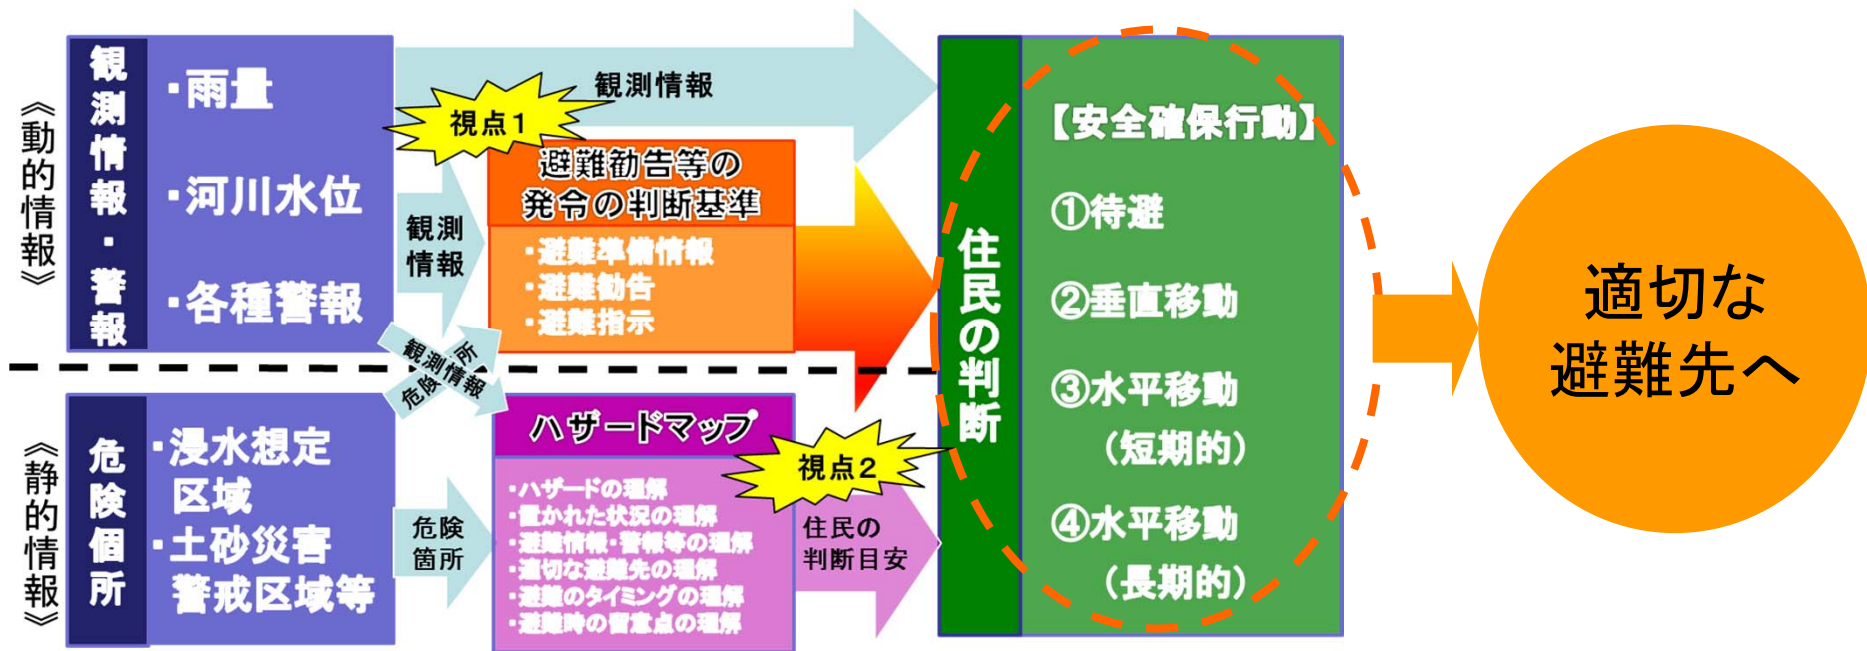 《動的情報》
観測情報・警報
・雨量
・河川水位
・各種警報
観測情報
視点1
観測
情報
避難勧告等の
発令の判断基準
・避難準備情報
・避難勧告
・避難指示
観測情報
危険 所
《静的情報》
危険個所
・浸水想定
区域
・土砂災害
警戒区域等
危険
箇所
ハザードマップ
視点2
・ハザードの理解
・置かれた状況の理解
・避難情報・警報等の理解
・適切な避難先の理解
・避難のタイミングの理解
・避難時の留意点の理解
住民の
判断目安
住民の判断
【安全確保行動】
①待避
②垂直移動
③水平移動
（短期的）
④水平移動
（長期的）
適切な
避難先へ